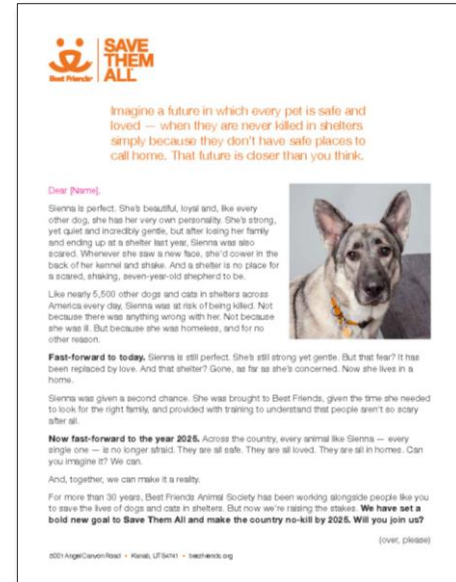 Best Friends®
SAVE
THEM
ALL
Imagine a future in which every pet is safe and
loved — when they are never killed in shelters
simply because they don't have safe places to
call home. That future is closer than you think.
Dear [Name],
Sienna is perfect. She's beautiful, loyal and, like every
other dog, she has her very own personality. She's strong,
yet quiet and incredibly gentle, but after losing her family
and ending up at a shelter last year, Sienna was also
scared. Whenever she saw a new face, she'd cower in the
back of her kennel and shake. And a shelter is no place for
a scared, shaking, seven-year-old shepherd to be.
Like nearly 5,500 other dogs and cats in shelters across
America every day, Sienna was at risk of being killed. Not
because there was anything wrong with her. Not because
she was ill. But because she was homeless, and for no
other reason.
Fast-forward to today. Sienna is still perfect. She's still strong yet gentle. But that fear? It has
been replaced by love. And that shelter? Gone, as far as she's concerned. Now she lives in a
home.
Sienna was given a second chance. She was brought to Best Friends, given the time she needed
to look for the right family, and provided with training to understand that people aren't so scary
after all.
Now fast-forward to the year 2025. Across the country, every animal like Sienna — every
single one — is no longer afraid. They are all safe. They are all loved. They are all in homes. Can
you imagine it? We can.
And, together, we can make it a reality.
For more than 30 years, Best Friends Animal Society has been working alongside people like you
to save the lives of dogs and cats in shelters. But now we're raising the stakes. We have set a
bold new goal to Save Them All and make the country no-kill by 2025. Will you join us?
(over, please)
5001 Angel Canyon Road • Kanab, UT 84741 • bestfriends.org